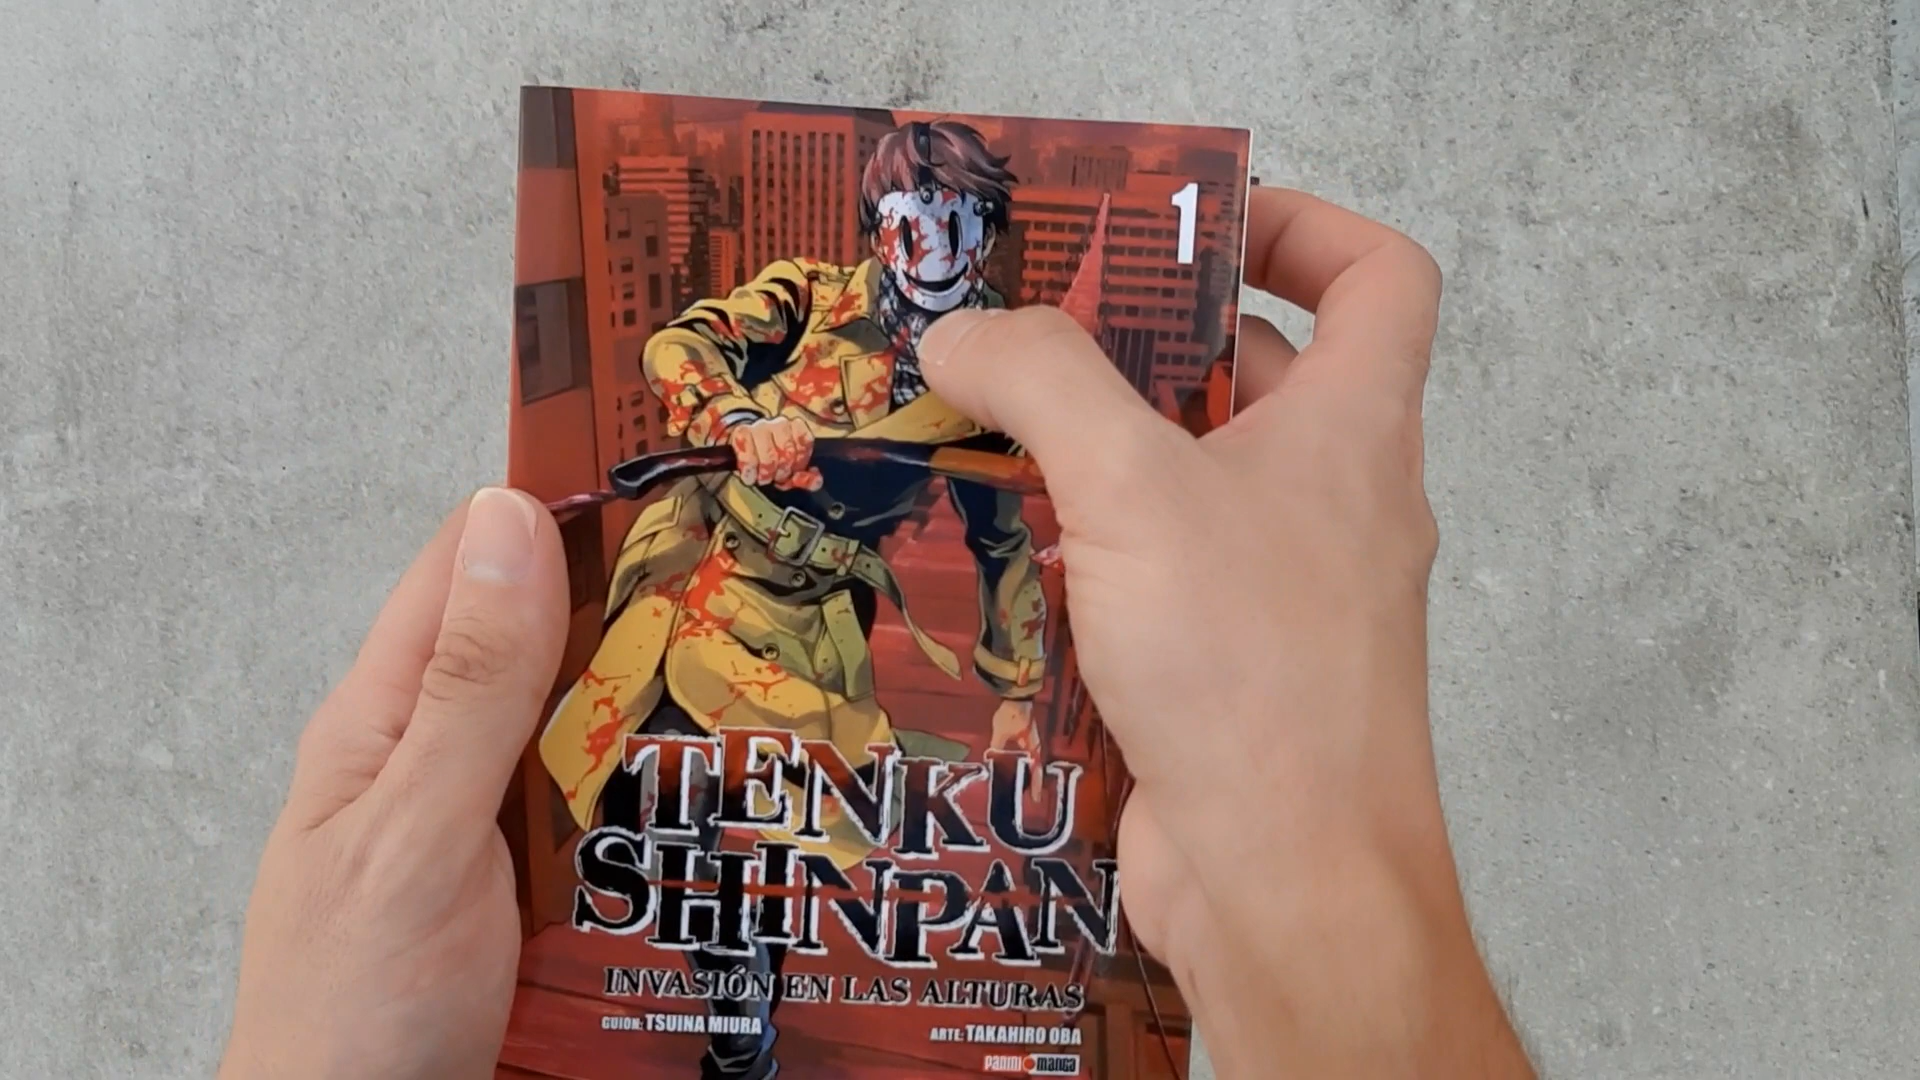 1
TENKU
SHINPAN
INVASIÓN EN LAS ALTURAS
GUION: TSUINA MIURA
ARTE: TAKAHIRO OBA
panini manga